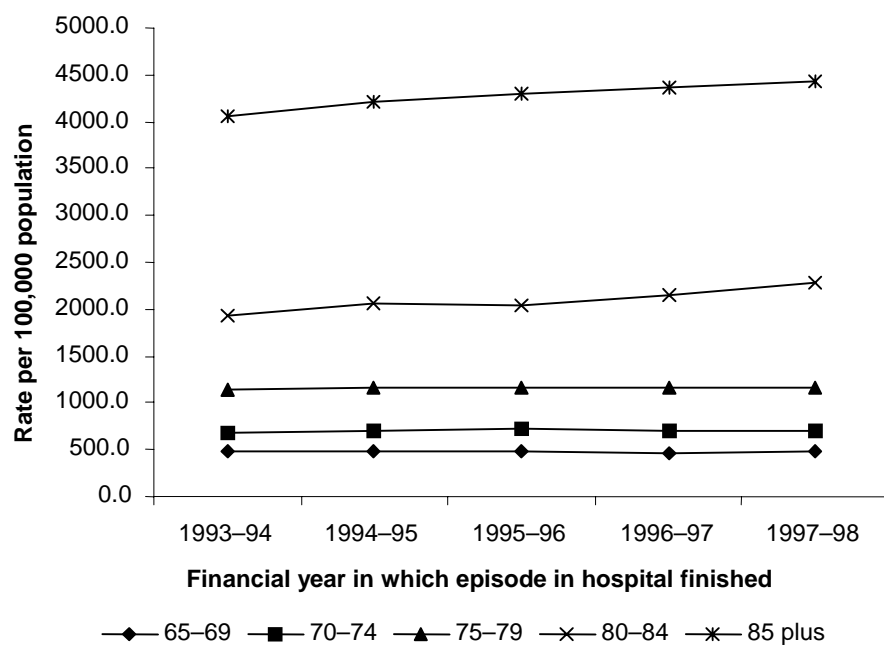 5000.0
4500.0
4000.0
3500.0
3000.0
2500.0
2000.0
1500.0
1000.0
500.0
0.0
Rate per 100,000 population
1993–94 1994–95 1995–96 1996–97 1997–98
Financial year in which episode in hospital finished
65–69 70–74 75–79 80–84 85 plus